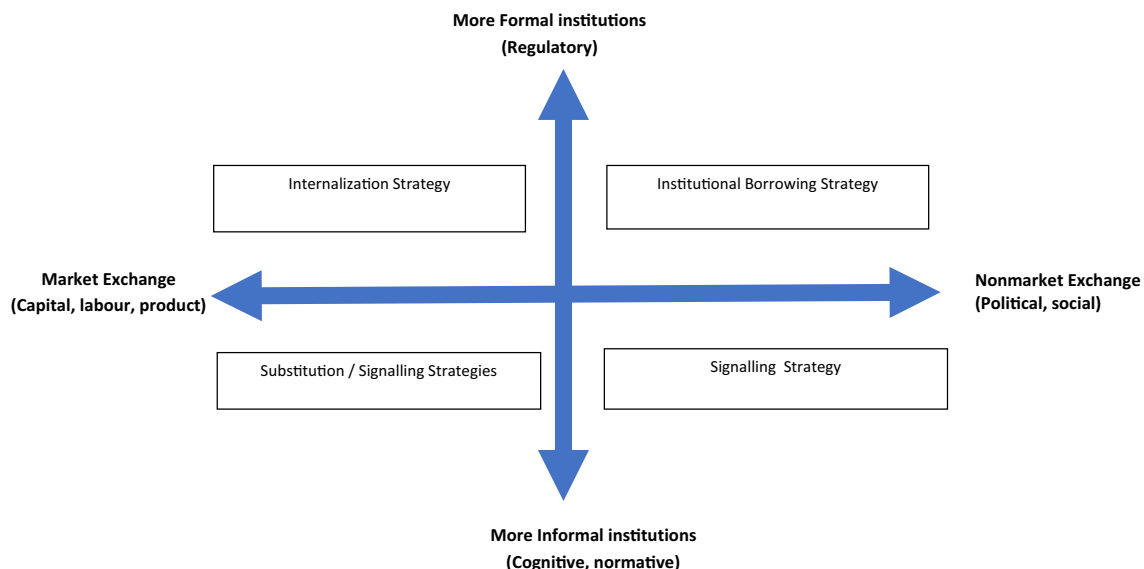 More Formal institutions
(Regulatory)
Internalization Strategy
Institutional Borrowing Strategy
Market Exchange
(Capital, labour, product)
Nonmarket Exchange
(Political, social)
Substitution / Signalling Strategies
Signalling  Strategy
More Informal institutions
(Cognitive, normative)